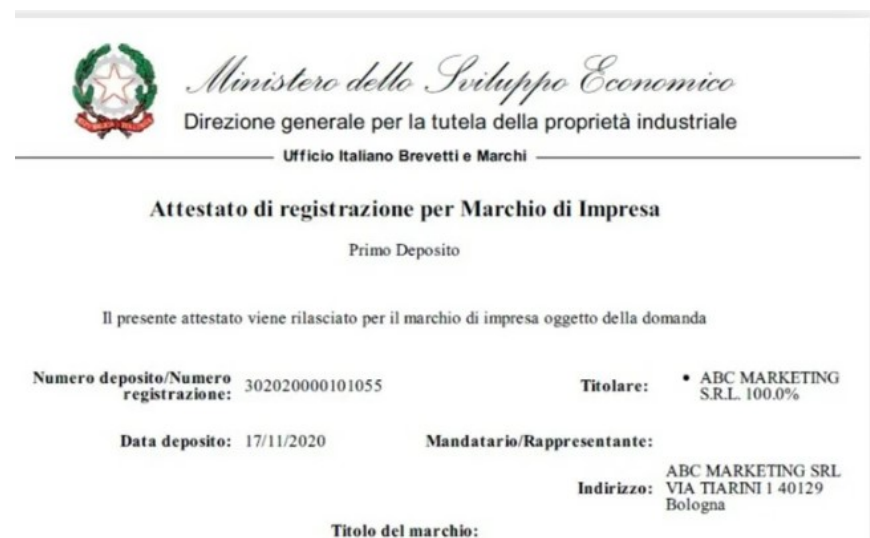 Ministero dello Sviluppo Economico
Direzione generale per la tutela della proprietà industriale
Ufficio Italiano Brevetti e Marchi
Attestato di registrazione per Marchio di Impresa
Primo Deposito
Il presente attestato viene rilasciato per il marchio di impresa oggetto della domanda
Numero deposito/Numero registrazione: 302020000101055
Titolare: • ABC MARKETING
S.R.L. 100.0%
Data deposito: 17/11/2020
Mandatario/Rappresentante:
Indirizzo: ABC MARKETING SRL
VIA TIARINI 1 40129
Bologna
Titolo del marchio: